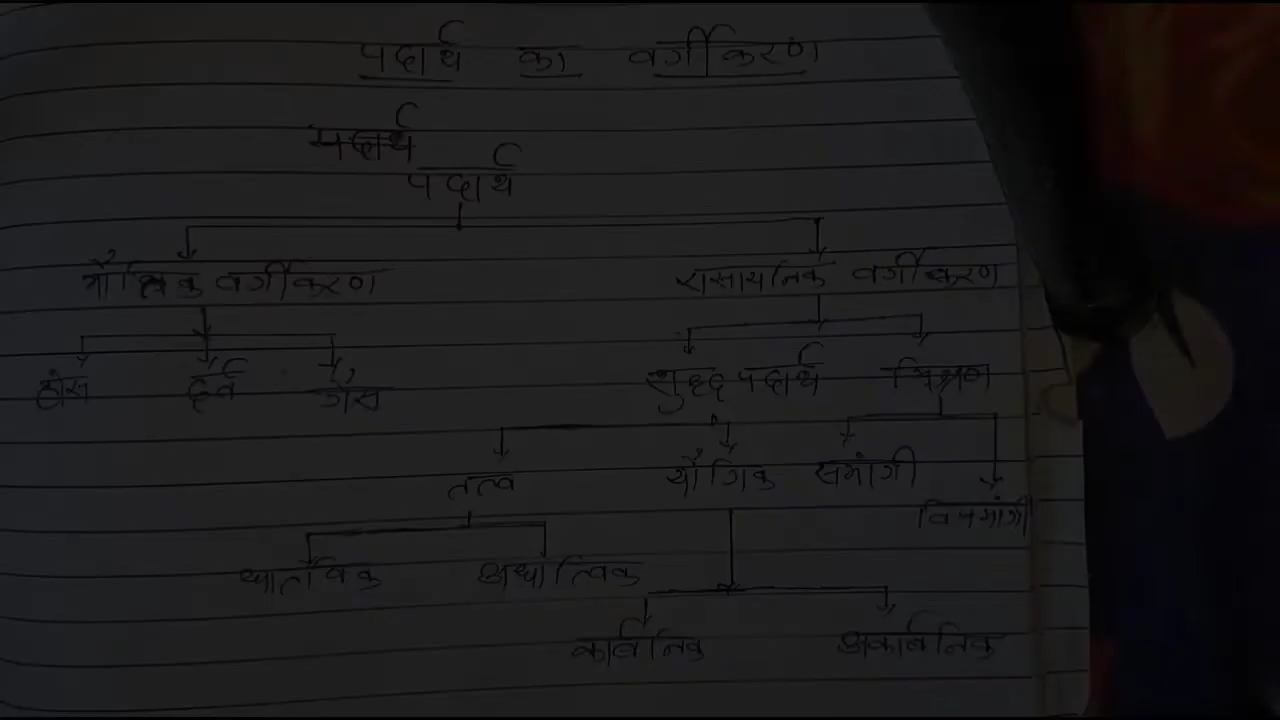 पदार्थ का वर्गीकरण
पदार्थ
पदार्थ
भौतिक वर्गीकरण रासायनिक वर्गीकरण
ठोस द्रव गैस शुद्ध पदार्थ मिश्रण
तत्व यौगिक समांगी
विषमांगी
धात्विक अधात्विक
कार्बनिक अकार्बनिक